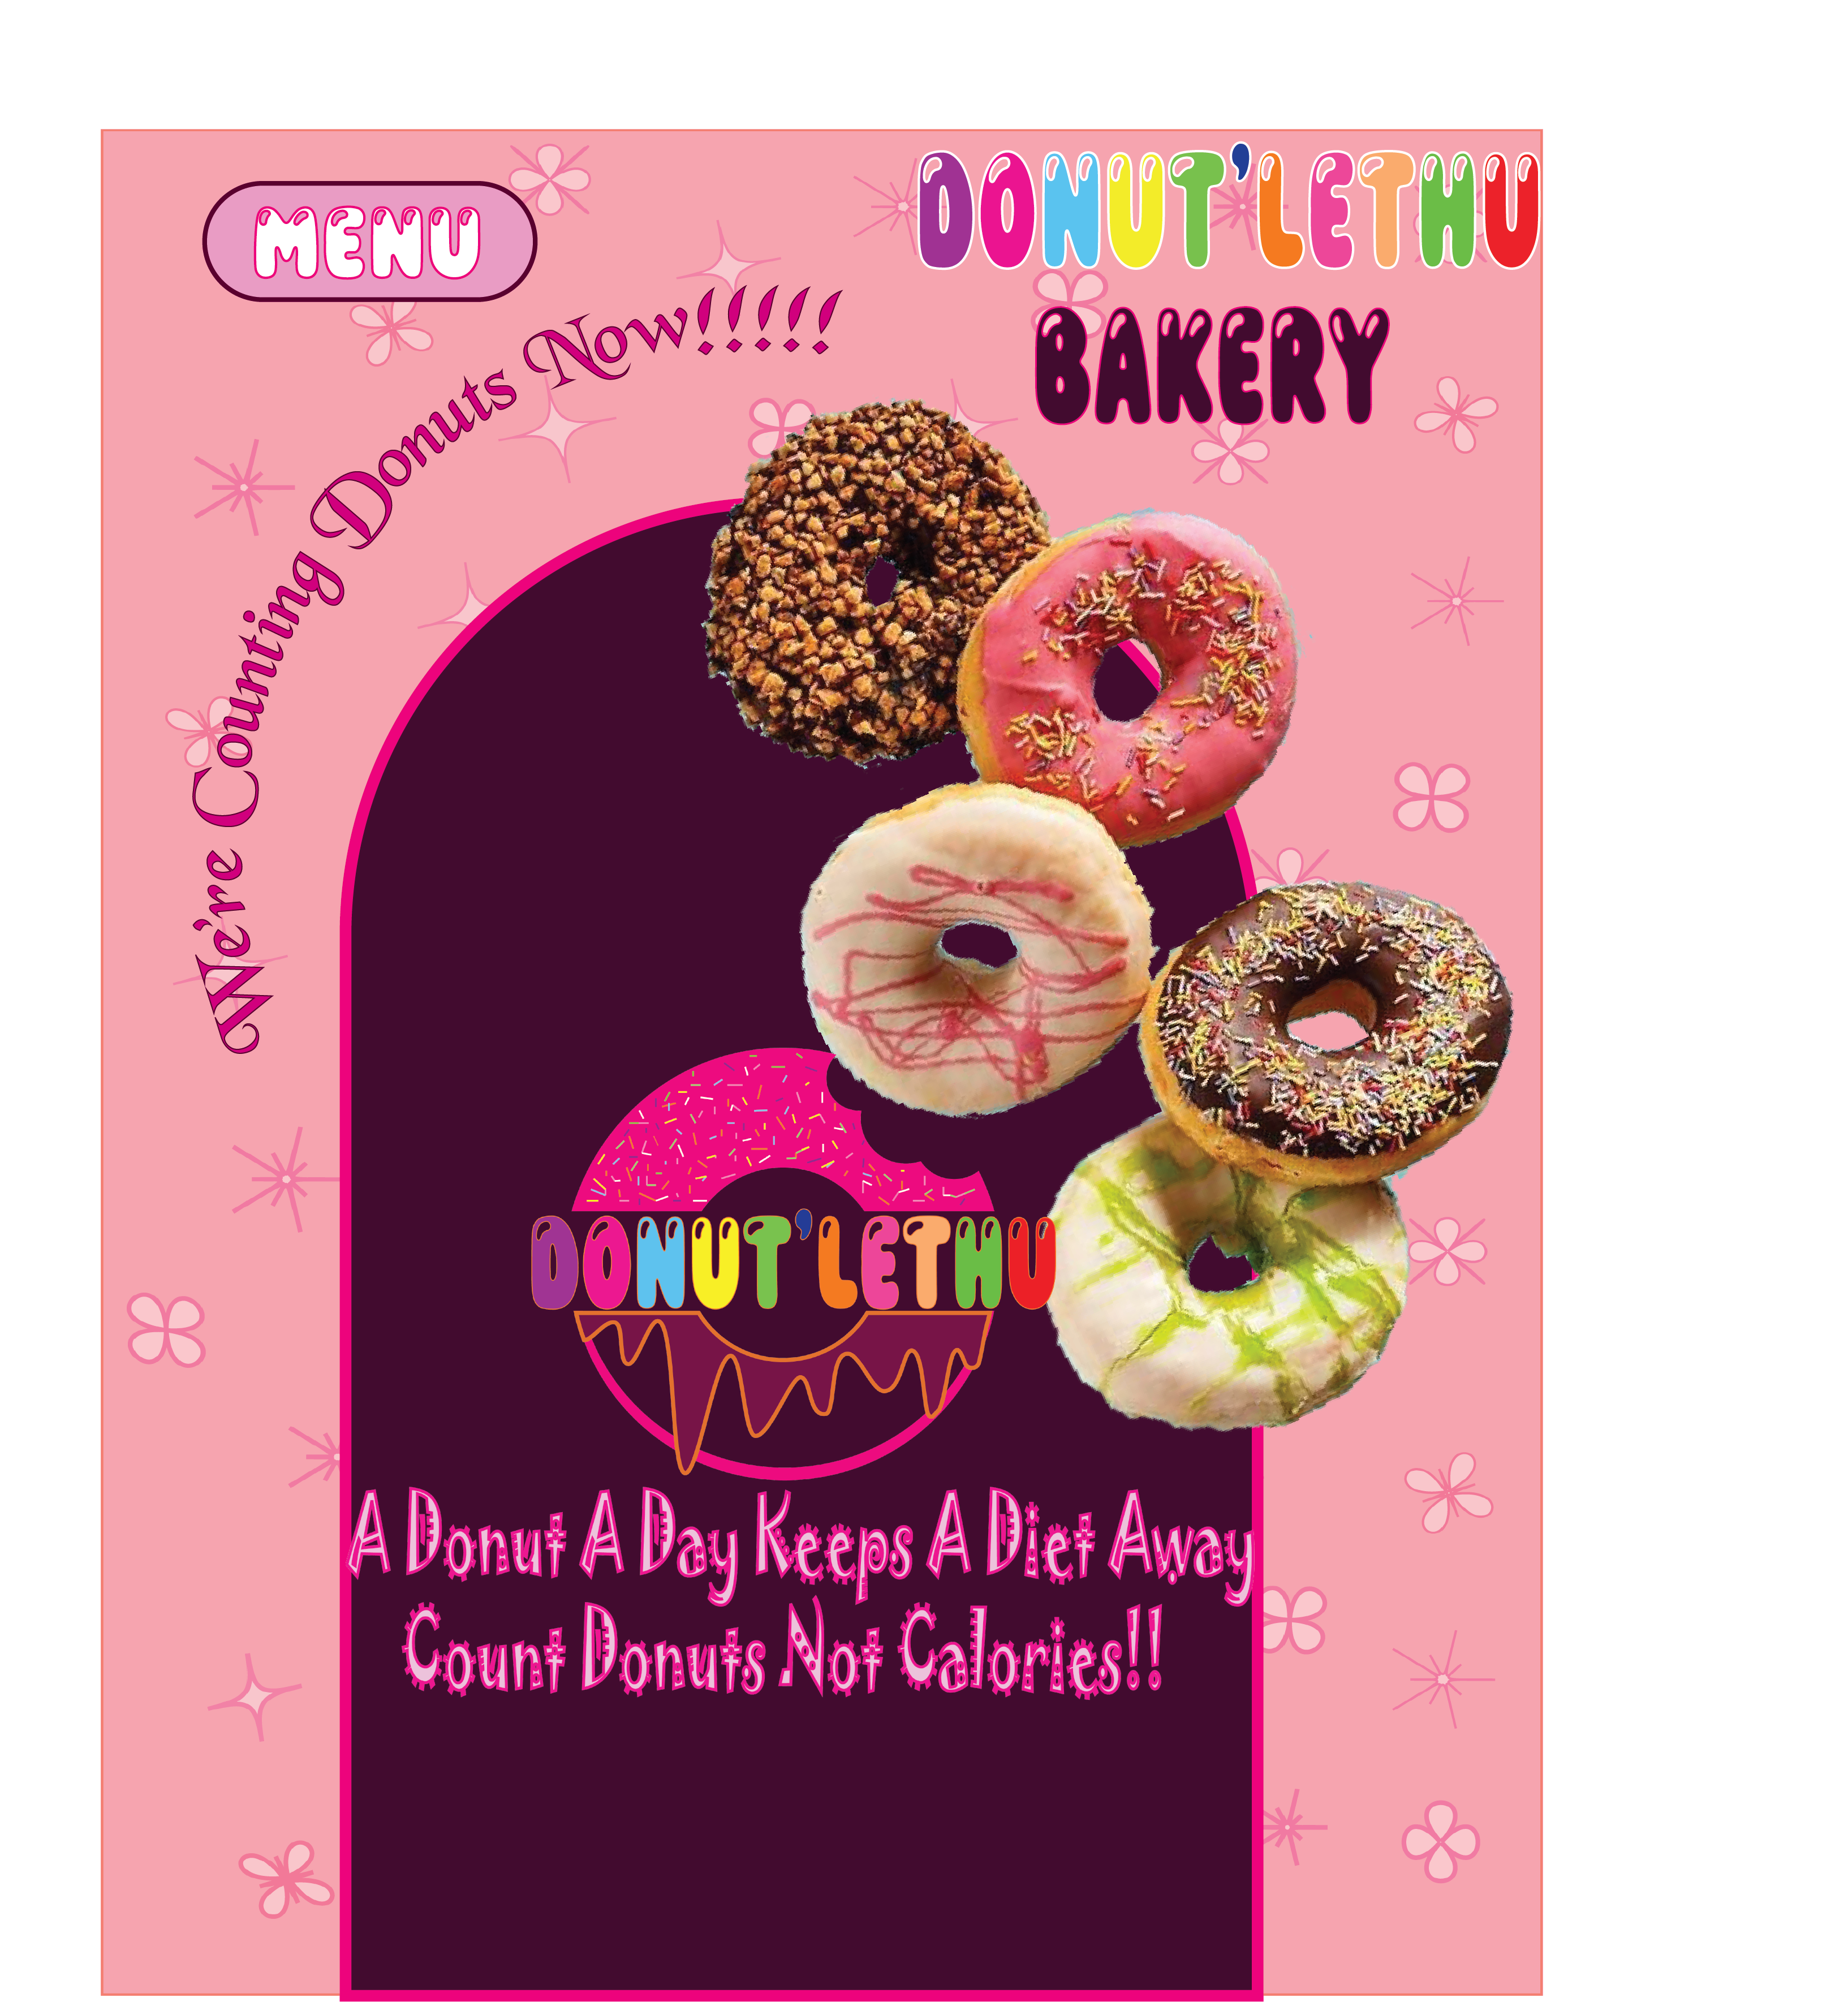 MENU
DONUT'LETHU
BAKERY
We're Counting Donuts Now!!!!!
DONUT'LETHU
A Donut A Day Keeps A Diet Away
Count Donuts Not Calories!!